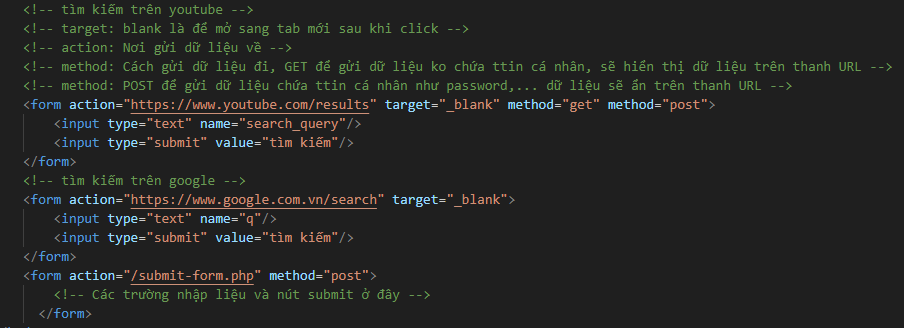 <!-- tìm kiếm trên youtube -->
<!-- target: blank là để mở sang tab mới sau khi click -->
<!-- action: Nơi gửi dữ liệu về -->
<!-- method: Cách gửi dữ liệu đi, GET để gửi dữ liệu ko chứa ttin cá nhân, sẽ hiển thị dữ liệu trên thanh URL -->
<!-- method: POST để gửi dữ liệu chứa ttin cá nhân như password,... dữ liệu sẽ ẩn trên thanh URL -->
<form action="https://www.youtube.com/results" target="_blank" method="get" method="post">
    <input type="text" name="search_query"/>
    <input type="submit" value="tìm kiếm"/>
</form>
<!-- tìm kiếm trên google -->
<form action="https://www.google.com.vn/search" target="_blank">
    <input type="text" name="q"/>
    <input type="submit" value="tìm kiếm"/>
</form>
<form action="/submit-form.php" method="post">
    <!-- Các trường nhập liệu và nút submit ở đây -->
  </form>